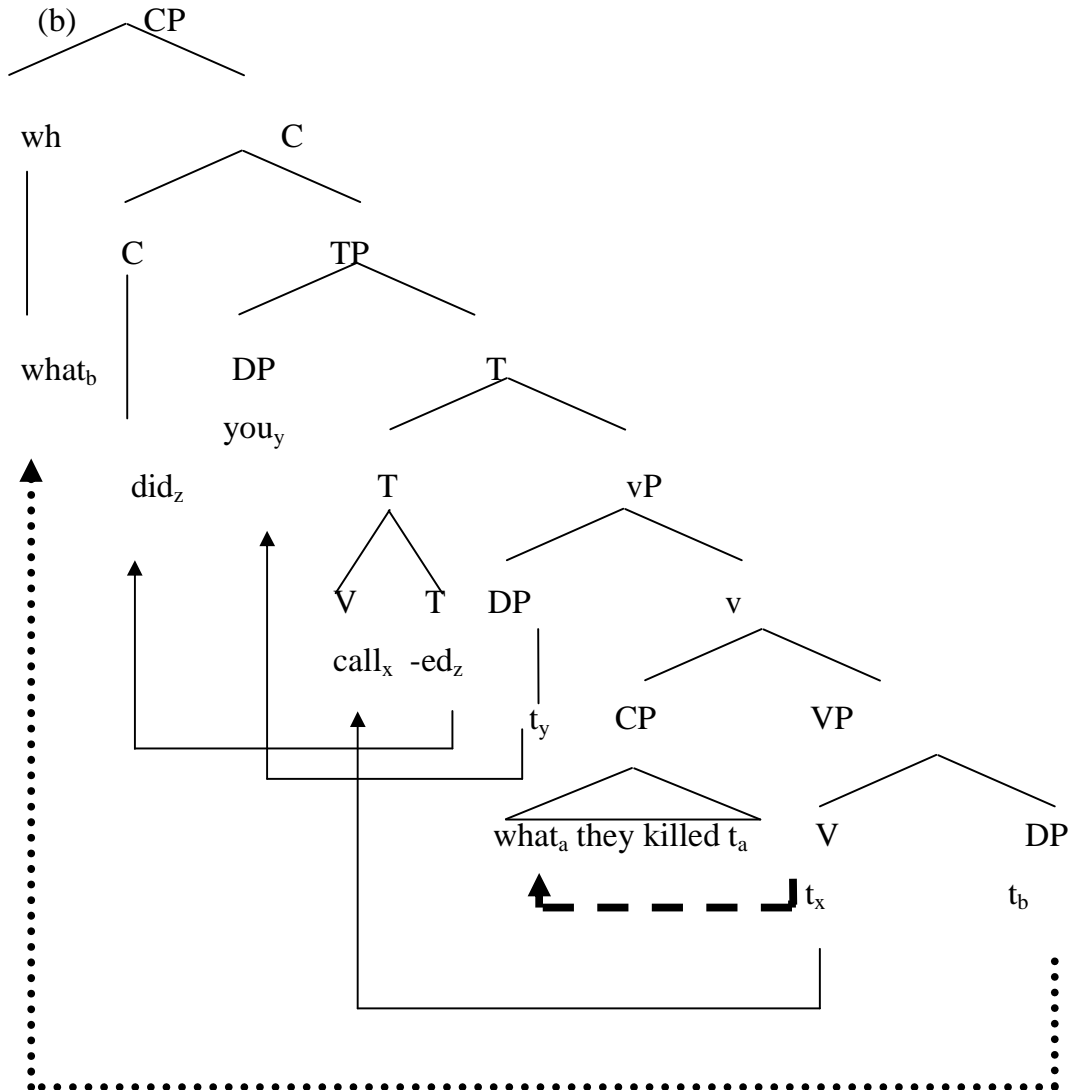 (b) CP
wh C
C TP
what_b DP T
you_y
did_z T vP
V T DP v
call_x -ed_z
t_y CP VP
what_a they killed t_a V DP
t_x t_b